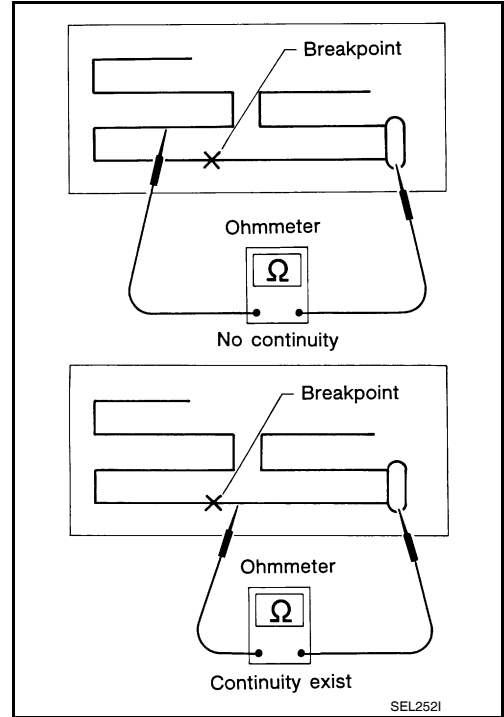 Breakpoint
Ohmmeter
Ω
No continuity
Breakpoint
Ohmmeter
Ω
Continuity exist
SEL252I